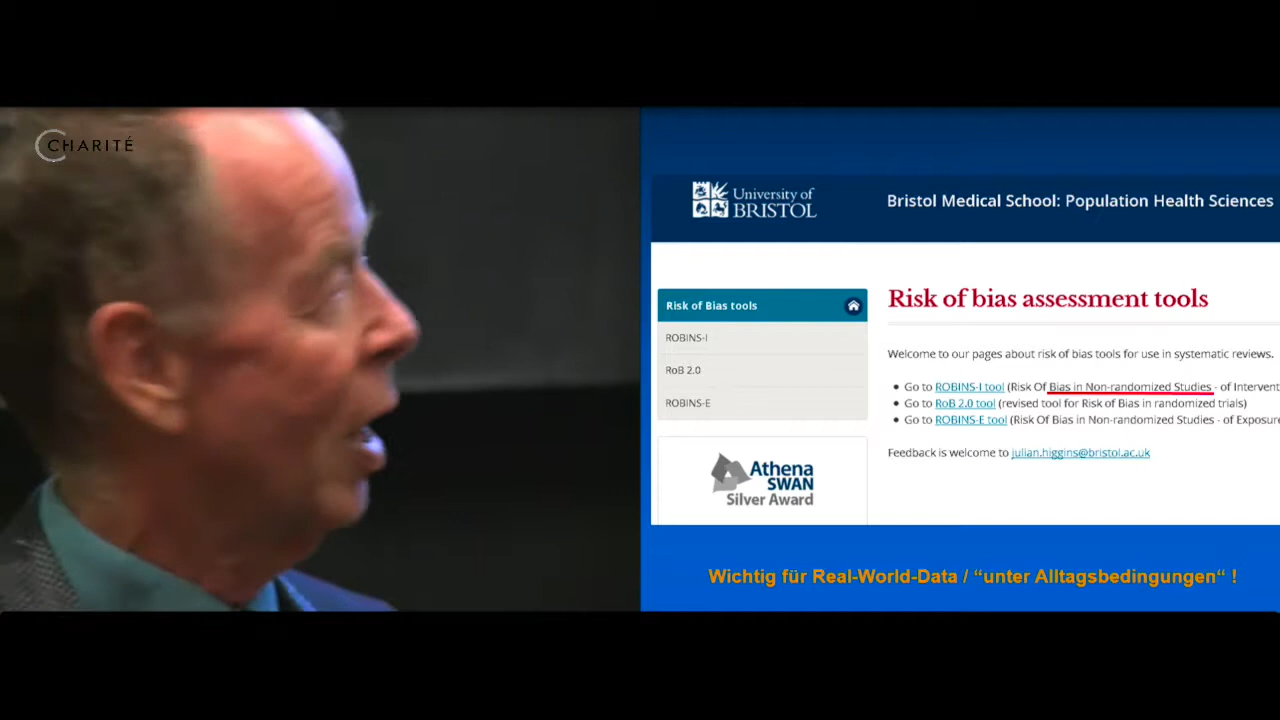 CHARITÉ
University of
BRISTOL
Bristol Medical School: Population Health Sciences
Risk of Bias tools
ROBINS-I
RoB 2.0
ROBINS-E
Athena
SWAN
Silver Award
Risk of bias assessment tools
Welcome to our pages about risk of bias tools for use in systematic reviews.
• Go to ROBINS-I tool (Risk Of Bias in Non-randomized Studies - of Intervent
• Go to RoB 2.0 tool (revised tool for Risk of Bias in randomized trials)
• Go to ROBINS-E tool (Risk Of Bias in Non-randomized Studies - of Exposure
Feedback is welcome to julian.higgins@bristol.ac.uk
Wichtig für Real-World-Data / “unter Alltagsbedingungen“ !